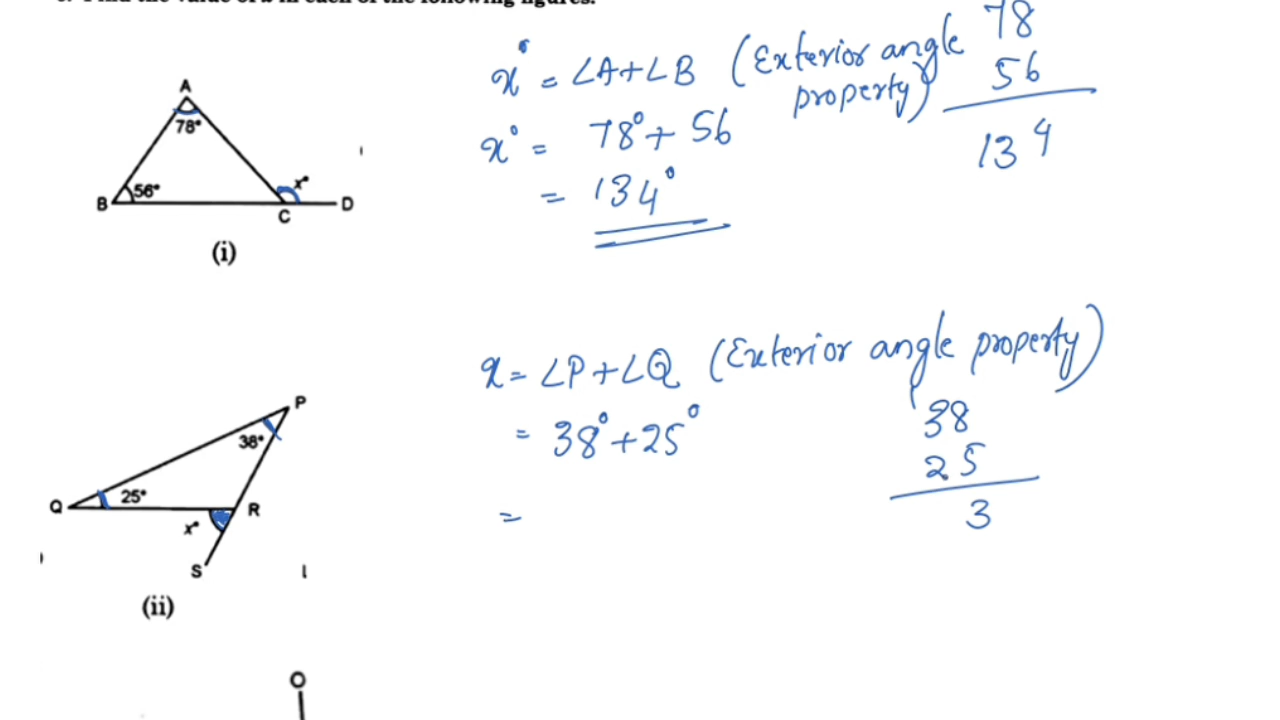 A
78°
B
56°
x°
C
D
(i)
x° = ∠A+∠B (Exterior angle
property)
x° = 78°+ 56
= 134°
78
56
134
P
38°
Q
25°
R
x°
S
(ii)
x = ∠P+∠Q (Exterior angle property)
= 38°+25°
=
38
25
3
O